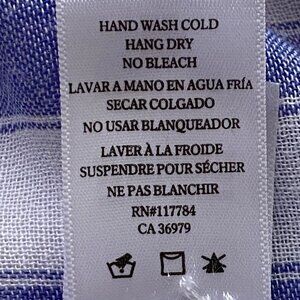 HAND WASH COLD
HANG DRY
NO BLEACH
LAVAR A MANO EN AGUA FRÍA
SECAR COLGADO
NO USAR BLANQUEADOR
LAVER À LA FROIDE
SUSPENDRE POUR SÉCHER
NE PAS BLANCHIR
RN#117784
CA 36979